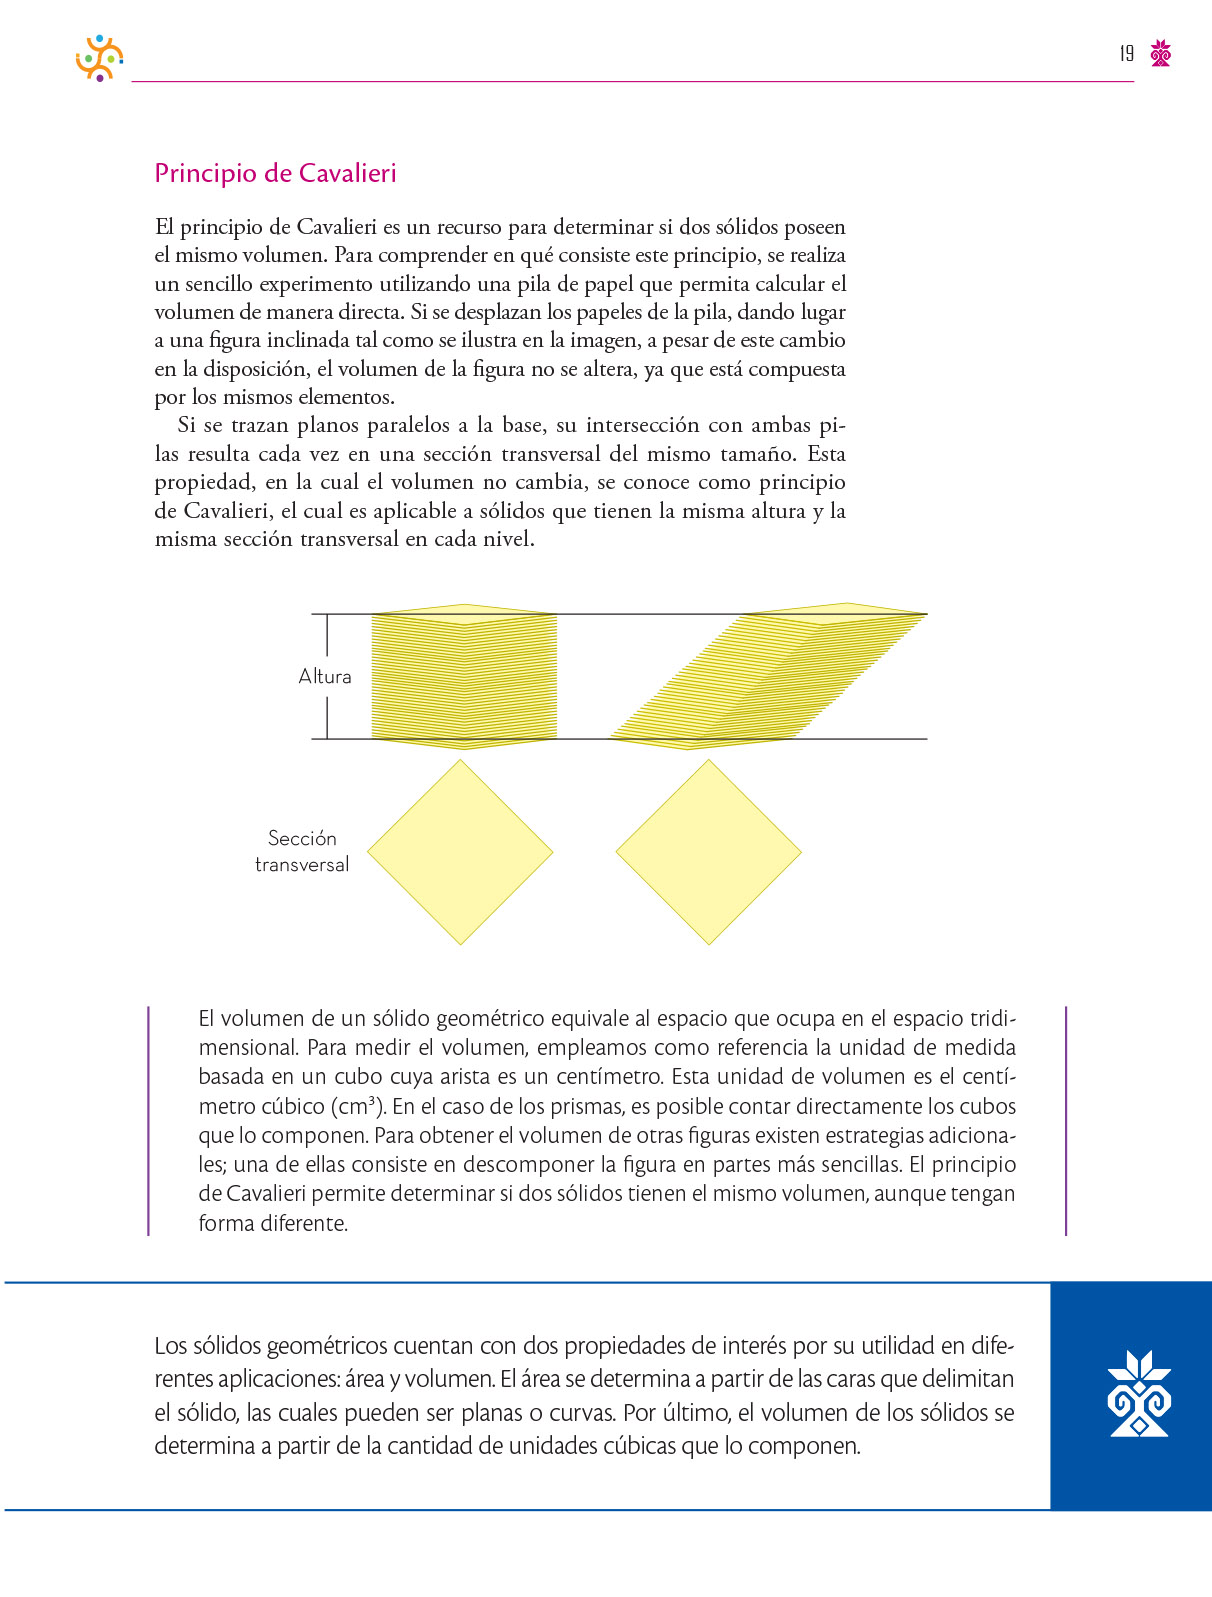 19
Principio de Cavalieri
El principio de Cavalieri es un recurso para determinar si dos sólidos poseen
el mismo volumen. Para comprender en qué consiste este principio, se realiza
un sencillo experimento utilizando una pila de papel que permita calcular el
volumen de manera directa. Si se desplazan los papeles de la pila, dando lugar
a una figura inclinada tal como se ilustra en la imagen, a pesar de este cambio
en la disposición, el volumen de la figura no se altera, ya que está compuesta
por los mismos elementos.
Si se trazan planos paralelos a la base, su intersección con ambas pi-
las resulta cada vez en una sección transversal del mismo tamaño. Esta
propiedad, en la cual el volumen no cambia, se conoce como principio
de Cavalieri, el cual es aplicable a sólidos que tienen la misma altura y la
misma sección transversal en cada nivel.
Altura
Sección
transversal
El volumen de un sólido geométrico equivale al espacio que ocupa en el espacio tridi-
mensional. Para medir el volumen, empleamos como referencia la unidad de medida
basada en un cubo cuya arista es un centímetro. Esta unidad de volumen es el centí-
metro cúbico (cm³). En el caso de los prismas, es posible contar directamente los cubos
que lo componen. Para obtener el volumen de otras figuras existen estrategias adiciona-
les; una de ellas consiste en descomponer la figura en partes más sencillas. El principio
de Cavalieri permite determinar si dos sólidos tienen el mismo volumen, aunque tengan
forma diferente.
Los sólidos geométricos cuentan con dos propiedades de interés por su utilidad en dife-
rentes aplicaciones: área y volumen. El área se determina a partir de las caras que delimitan
el sólido, las cuales pueden ser planas o curvas. Por último, el volumen de los sólidos se
determina a partir de la cantidad de unidades cúbicas que lo componen.